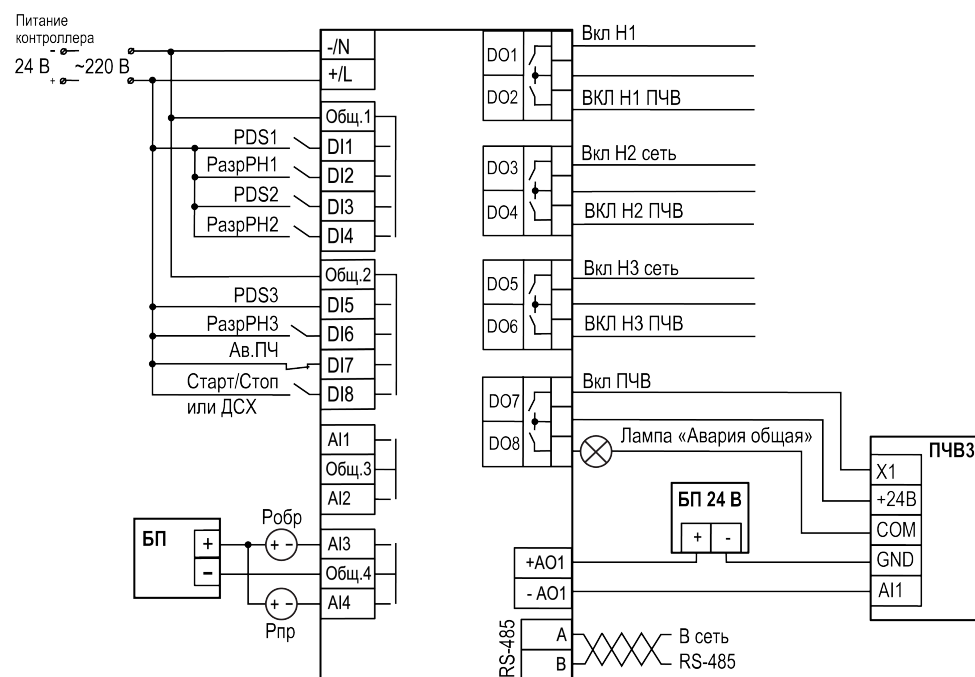 Питание
контроллера
-
24 В ~220 В
+
-/N
+/L
Общ.1
PDS1 DI1
РазрРН1 DI2
PDS2 DI3
РазрРН2 DI4
Общ.2
PDS3 DI5
РазрРН3 DI6
Ав.ПЧ DI7
Старт/Стоп DI8
или ДСХ
AI1
Общ.3
AI2
БП
+
-
Pобр
+ -
AI3
Общ.4
+ -
AI4
Pпр
DO1
DO2
Вкл Н1
ВКЛ Н1 ПЧВ
DO3
DO4
Вкл Н2 сеть
ВКЛ Н2 ПЧВ
DO5
DO6
Вкл Н3 сеть
ВКЛ Н3 ПЧВ
DO7
DO8
Вкл ПЧВ
Лампа «Авария общая»
ПЧВ3
X1
+24В
COM
GND
AI1
БП 24 В
+ -
+AO1
- AO1
RS-485
A
B
В сеть
RS-485